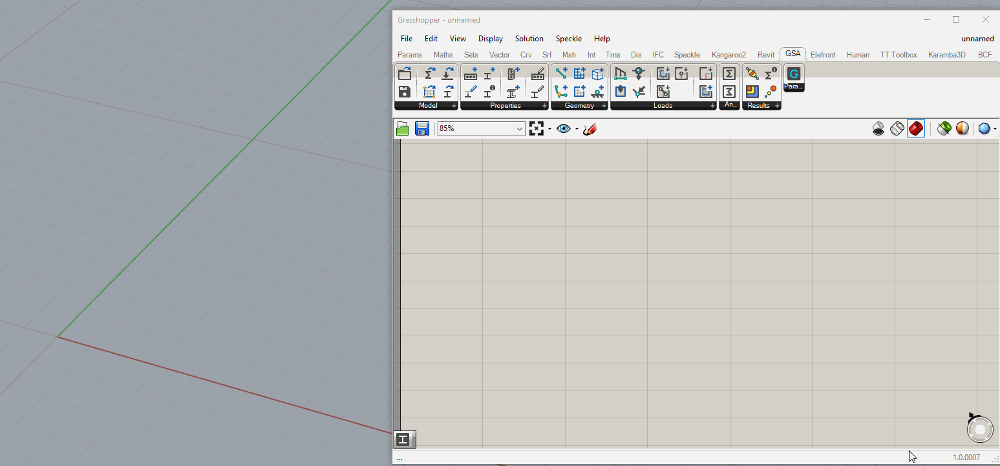 Grasshopper - unnamed
File Edit View Display Solution Speckle Help unnamed
Params Maths Sets Vector Crv Srf Msh Int Trns Dis IFC Speckle Kangaroo2 Revit GSA Elefront Human TT Toolbox Karamba3D BCF
G
Para...
Model Properties Geometry Loads An... Results
85%
...
1.0.0007